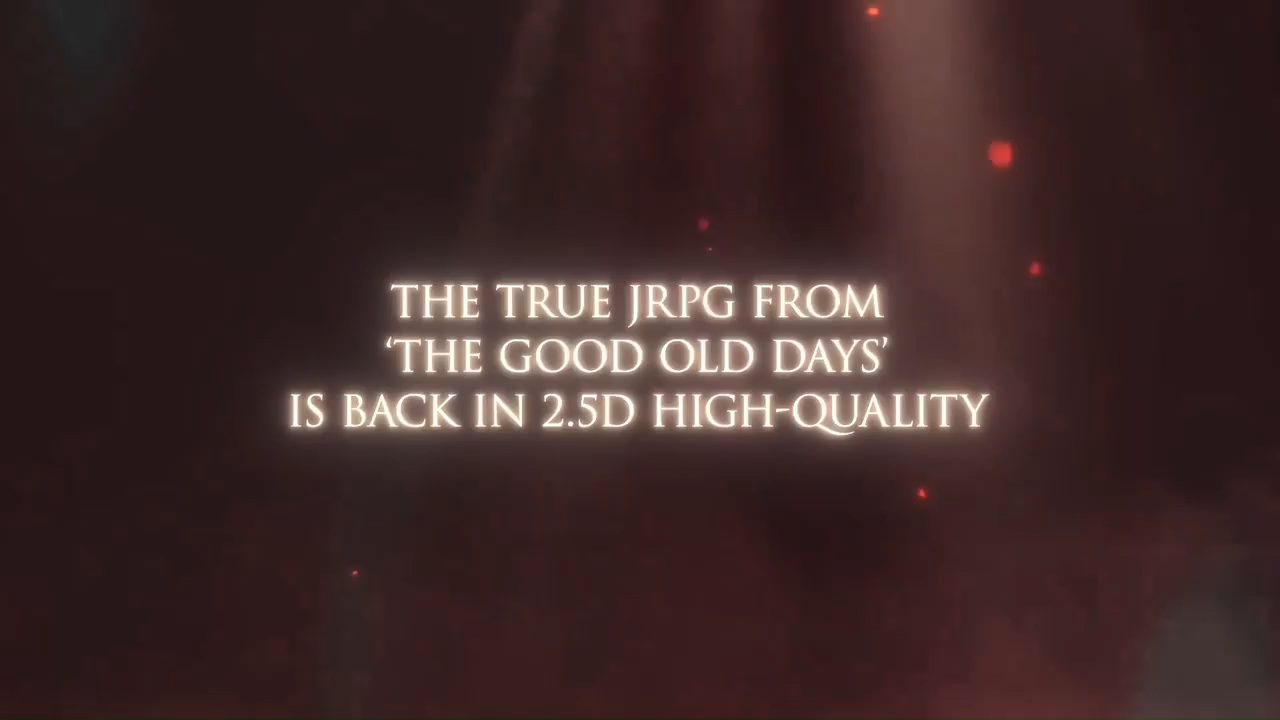 THE TRUE JRPG FROM
‘THE GOOD OLD DAYS’
IS BACK IN 2.5D HIGH-QUALITY